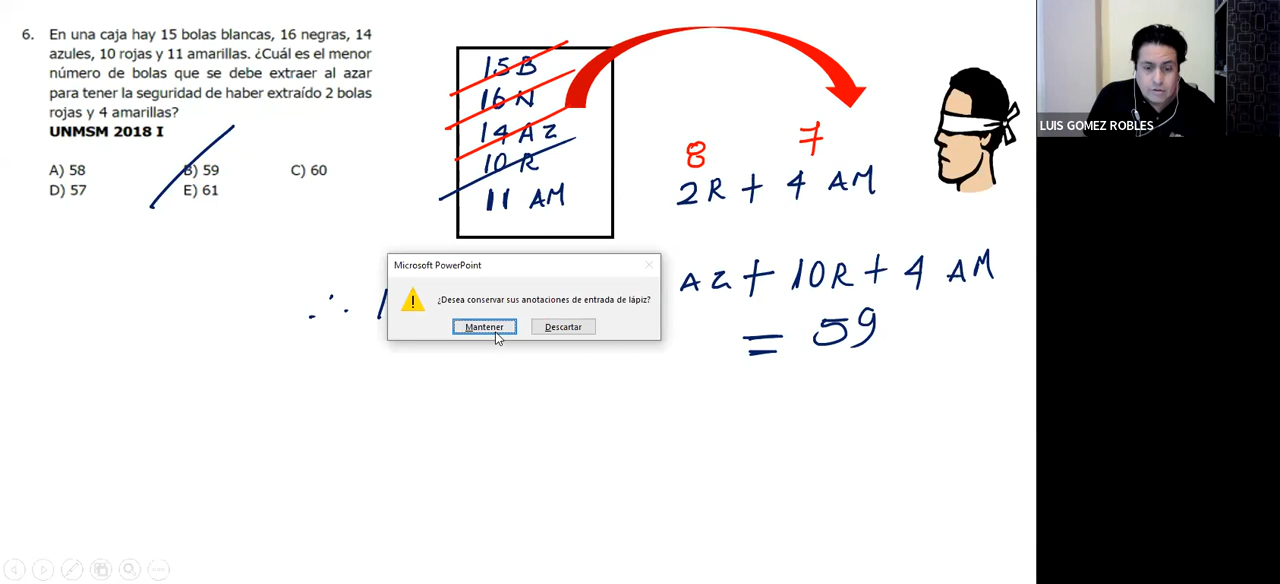 6. En una caja hay 15 bolas blancas, 16 negras, 14
azules, 10 rojas y 11 amarillas. ¿Cuál es el menor
número de bolas que se debe extraer al azar
para tener la seguridad de haber extraído 2 bolas
rojas y 4 amarillas?
UNMSM 2018 I
A) 58 B) 59 C) 60
D) 57 E) 61
15 B
16 N
14 A Z
10 R
11 AM
8 7
2R + 4 AM
∴ 1
AZ + 10R + 4 AM
= 59
Microsoft PowerPoint
¿Desea conservar sus anotaciones de entrada de lápiz?
Mantener Descartar
LUIS GOMEZ ROBLES